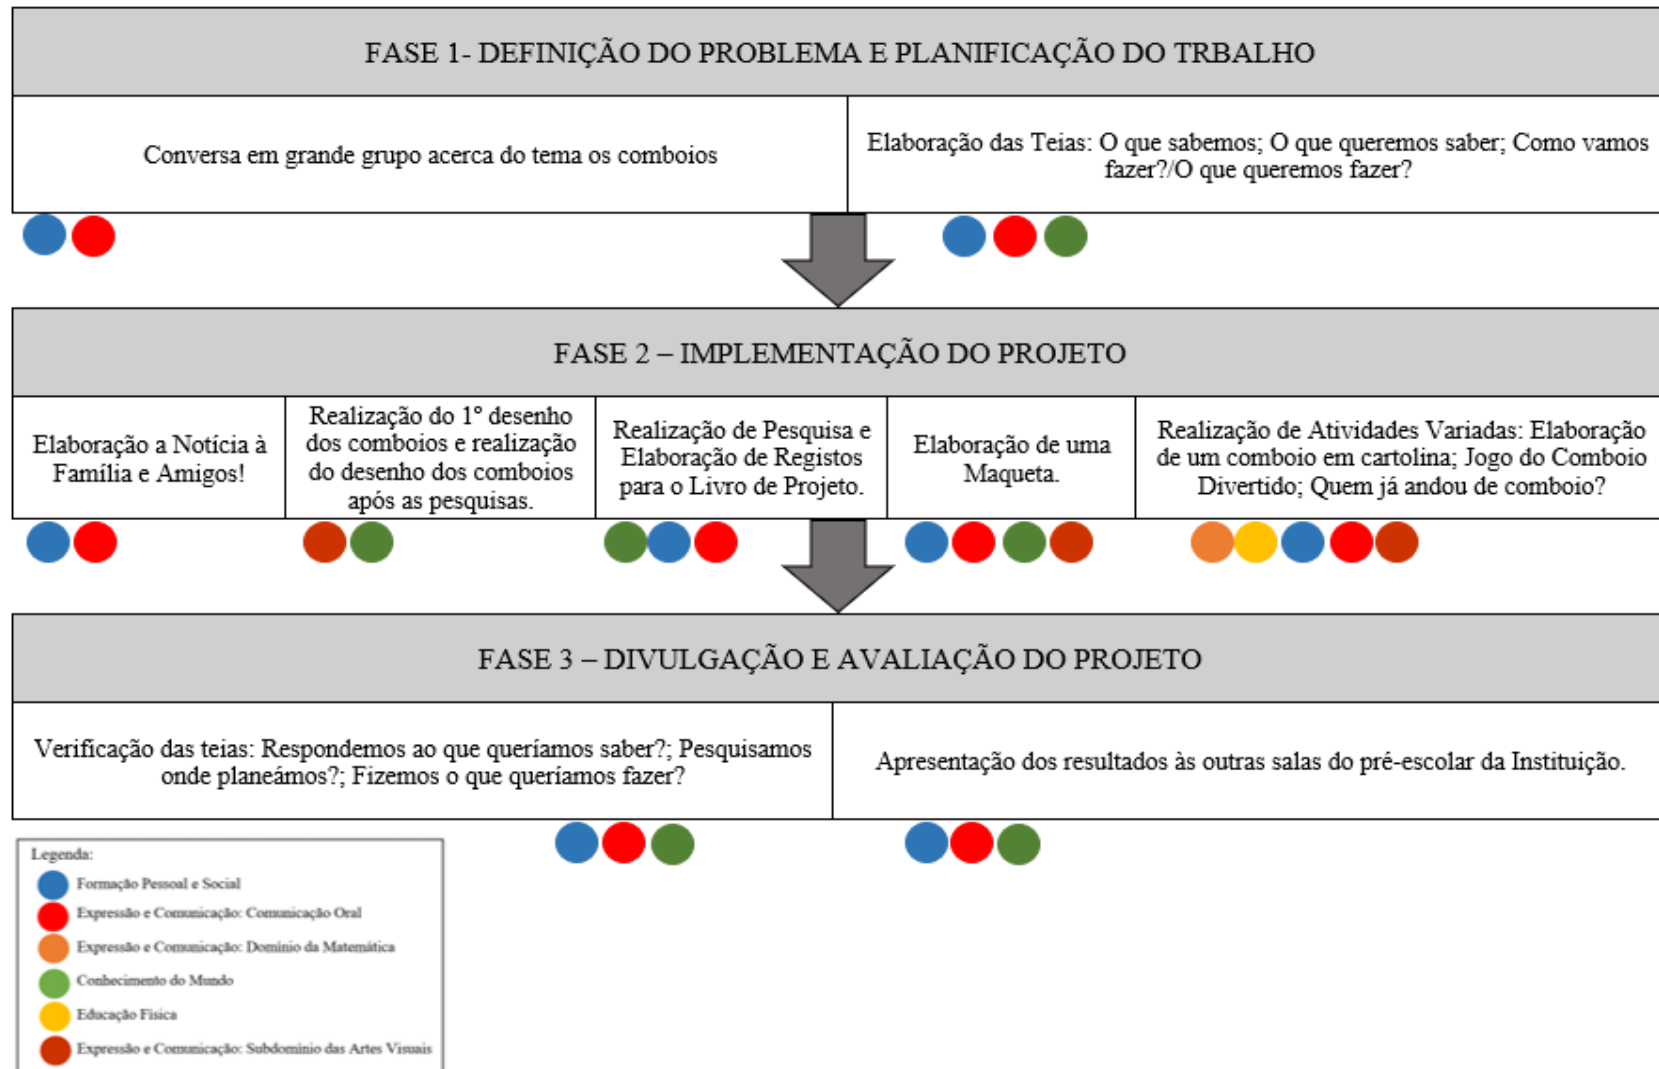 FASE 1- DEFINIÇÃO DO PROBLEMA E PLANIFICAÇÃO DO TRBALHO
Conversa em grande grupo acerca do tema os comboios
Elaboração das Teias: O que sabemos; O que queremos saber; Como vamos
fazer?/O que queremos fazer?
FASE 2 – IMPLEMENTAÇÃO DO PROJETO
Elaboração a Notícia à
Família e Amigos!
Realização do 1º desenho
dos comboios e realização
do desenho dos comboios
após as pesquisas.
Realização de Pesquisa e
Elaboração de Registos
para o Livro de Projeto.
Elaboração de uma
Maqueta.
Realização de Atividades Variadas: Elaboração
de um comboio em cartolina; Jogo do Comboio
Divertido; Quem já andou de comboio?
FASE 3 – DIVULGAÇÃO E AVALIAÇÃO DO PROJETO
Verificação das teias: Respondemos ao que queríamos saber?; Pesquisamos
onde planeámos?; Fizemos o que queríamos fazer?
Apresentação dos resultados às outras salas do pré-escolar da Instituição.
Legenda:
Formação Pessoal e Social
Expressão e Comunicação: Comunicação Oral
Expressão e Comunicação: Domínio da Matemática
Conhecimento do Mundo
Educação Física
Expressão e Comunicação: Subdomínio das Artes Visuais